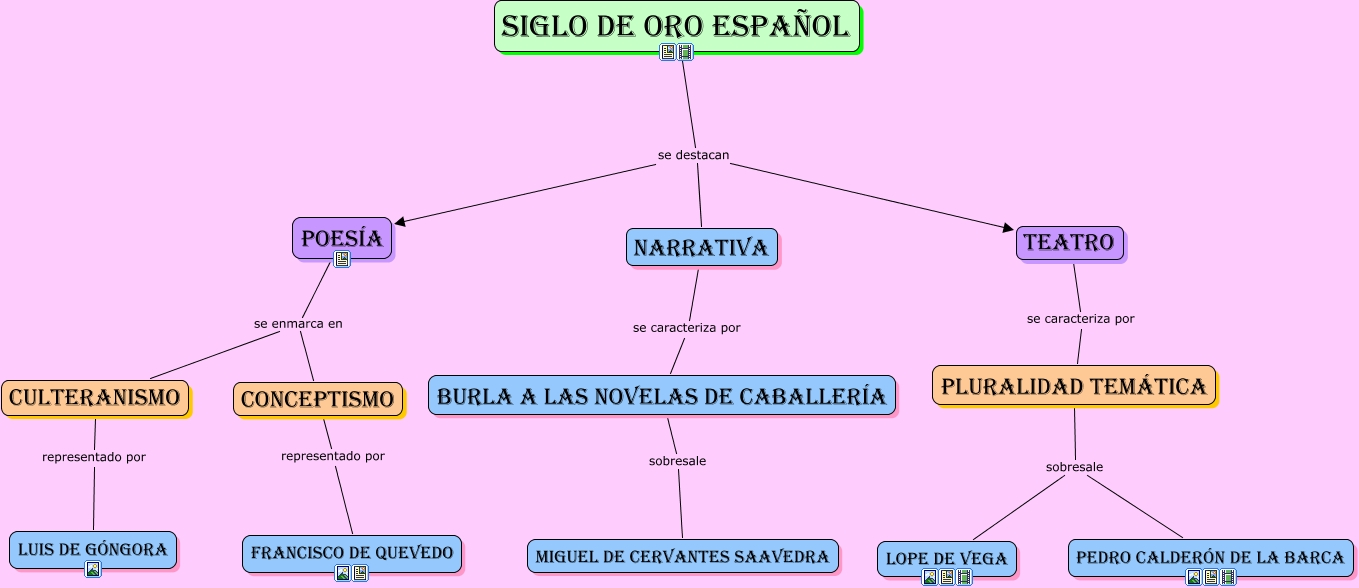 SIGLO DE ORO ESPAÑOL
se destacan
POESÍA
NARRATIVA
TEATRO
se enmarca en
se caracteriza por
se caracteriza por
CULTERANISMO
CONCEPTISMO
BURLA A LAS NOVELAS DE CABALLERÍA
PLURALIDAD TEMÁTICA
representado por
representado por
sobresale
sobresale
LUIS DE GÓNGORA
FRANCISCO DE QUEVEDO
MIGUEL DE CERVANTES SAAVEDRA
LOPE DE VEGA
PEDRO CALDERÓN DE LA BARCA